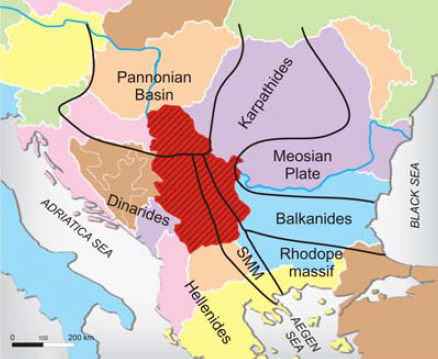 Pannonian
Basin
Karpathides
Meosian
Plate
Dinarides
Balkanides
ADRIATICA SEA
BLACK SEA
SMM
Rhodope
massif
Hellenides
AEGEN
SEA
0 100 200 km